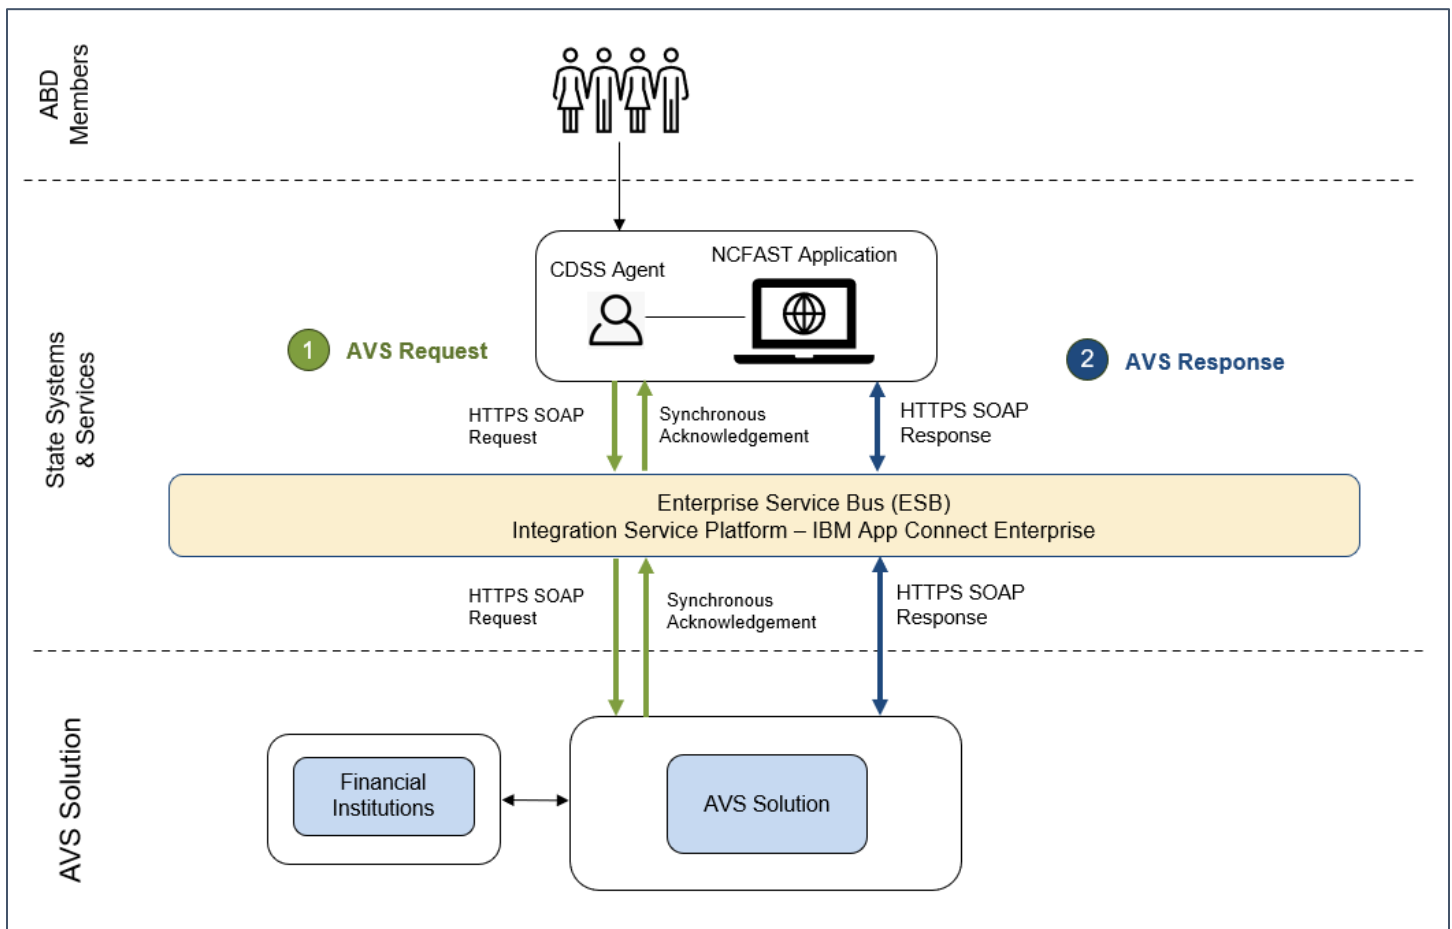 ABD
Members
CDSS Agent
NCFAST Application
State Systems
& Services
1
AVS Request
2
AVS Response
HTTPS SOAP
Request
Synchronous
Acknowledgement
HTTPS SOAP
Response
Enterprise Service Bus (ESB)
Integration Service Platform – IBM App Connect Enterprise
HTTPS SOAP
Request
Synchronous
Acknowledgement
HTTPS SOAP
Response
AVS Solution
Financial
Institutions
AVS Solution